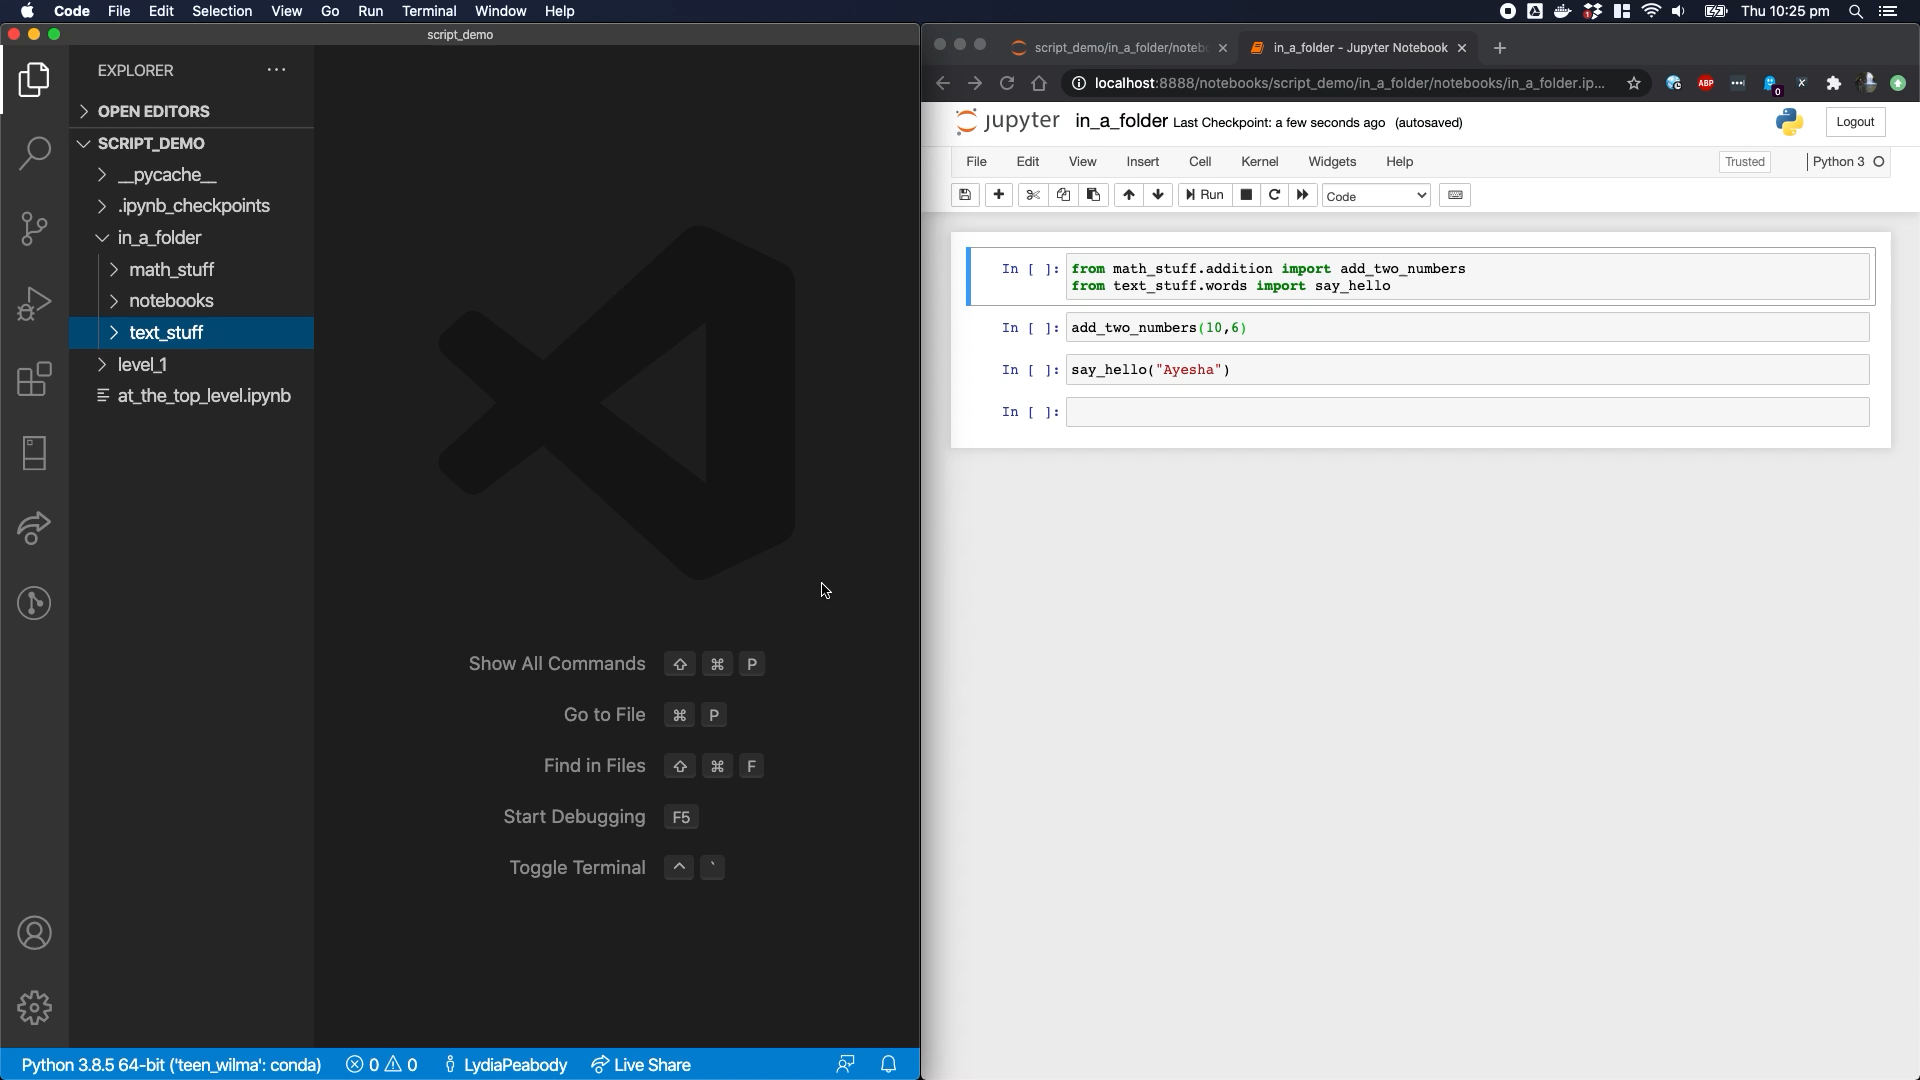 Code File Edit Selection View Go Run Terminal Window Help
Thu 10:25 pm
script_demo
EXPLORER
OPEN EDITORS
SCRIPT_DEMO
__pycache__
.ipynb_checkpoints
in_a_folder
math_stuff
notebooks
text_stuff
level_1
at_the_top_level.ipynb
Show All Commands ⇧ ⌘ P
Go to File ⌘ P
Find in Files ⇧ ⌘ F
Start Debugging F5
Toggle Terminal ^ `
Python 3.8.5 64-bit ('teen_wilma': conda) 0 0 LydiaPeabody Live Share
script_demo/in_a_folder/noteb
in_a_folder - Jupyter Notebook
localhost:8888/notebooks/script_demo/in_a_folder/notebooks/in_a_folder.ip...
ABP
0
jupyter in_a_folder Last Checkpoint: a few seconds ago (autosaved)
Logout
File Edit View Insert Cell Kernel Widgets Help
Trusted
Python 3
Run
Code
In [ ]: from math_stuff.addition import add_two_numbers
from text_stuff.words import say_hello
In [ ]: add_two_numbers(10,6)
In [ ]: say_hello("Ayesha")
In [ ]: